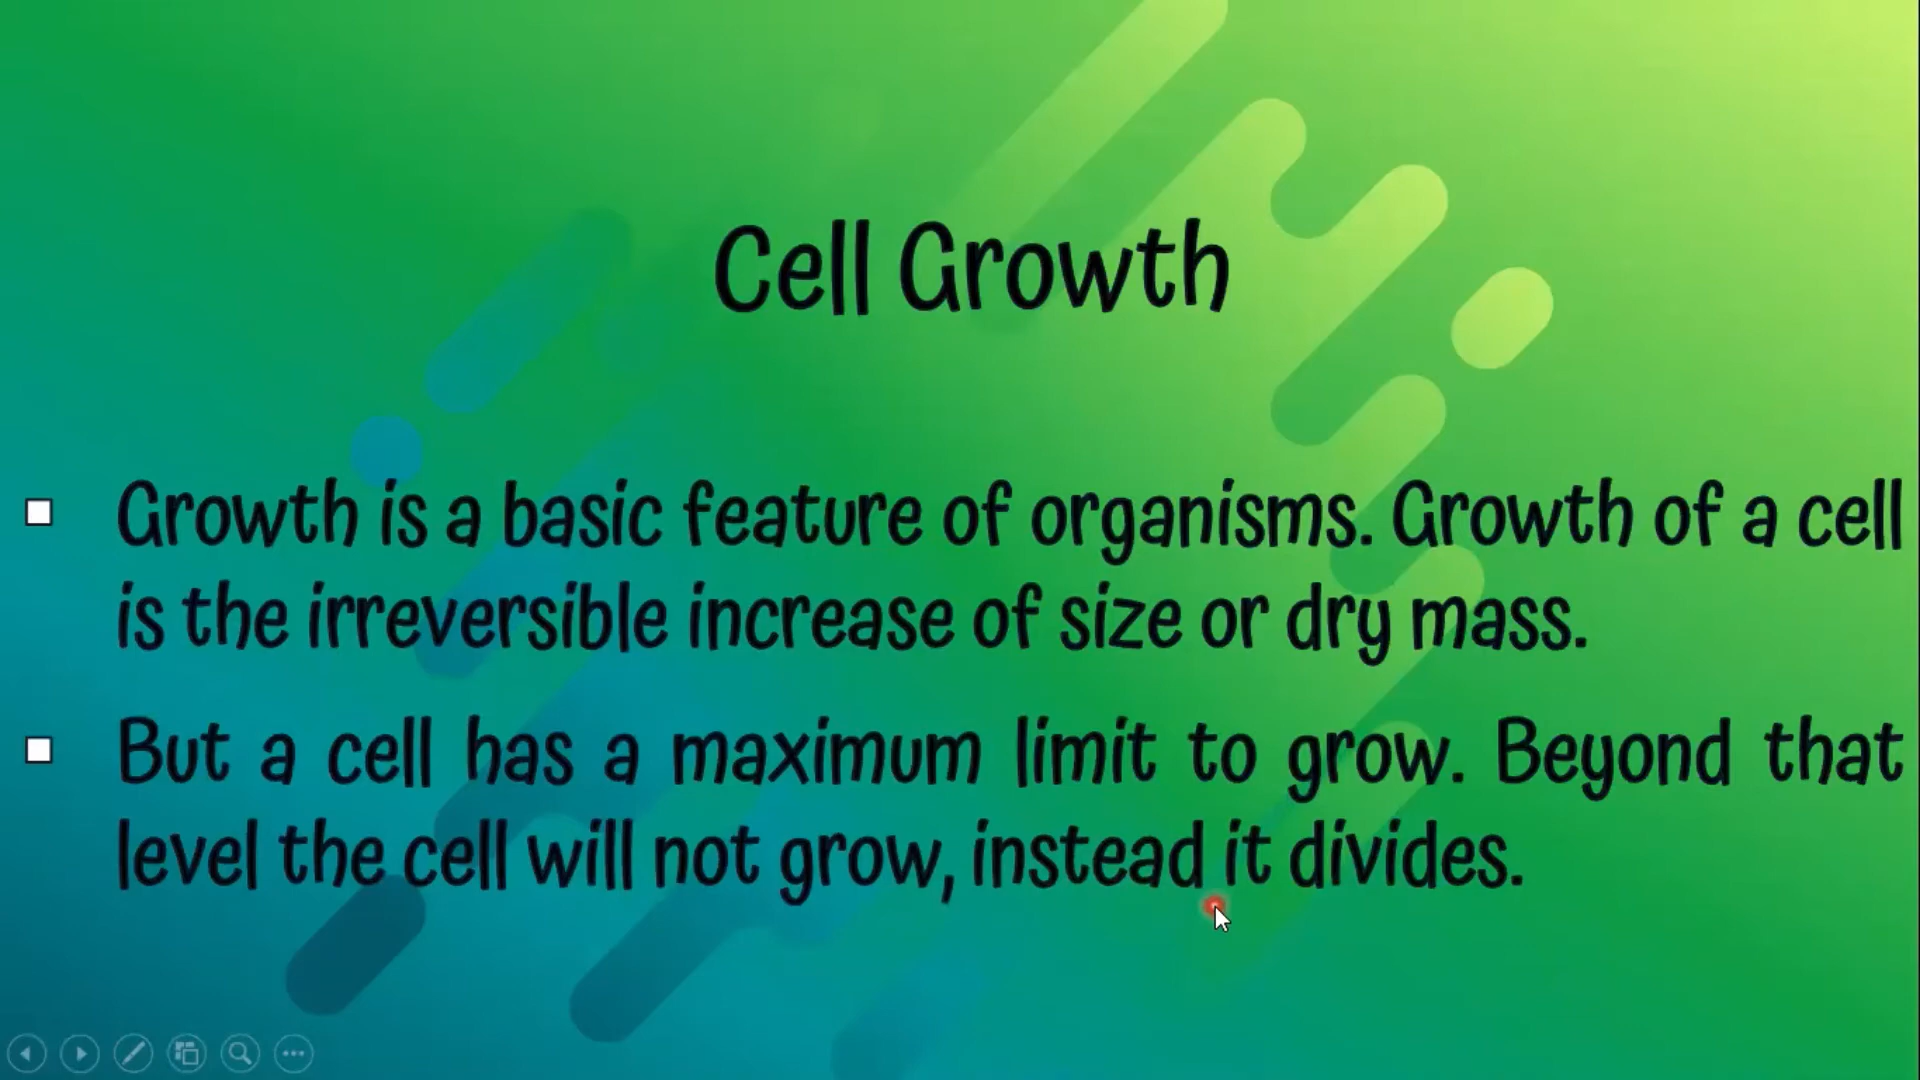 Cell Growth
Growth is a basic feature of organisms. Growth of a cell
is the irreversible increase of size or dry mass.
But a cell has a maximum limit to grow. Beyond that
level the cell will not grow, instead it divides.